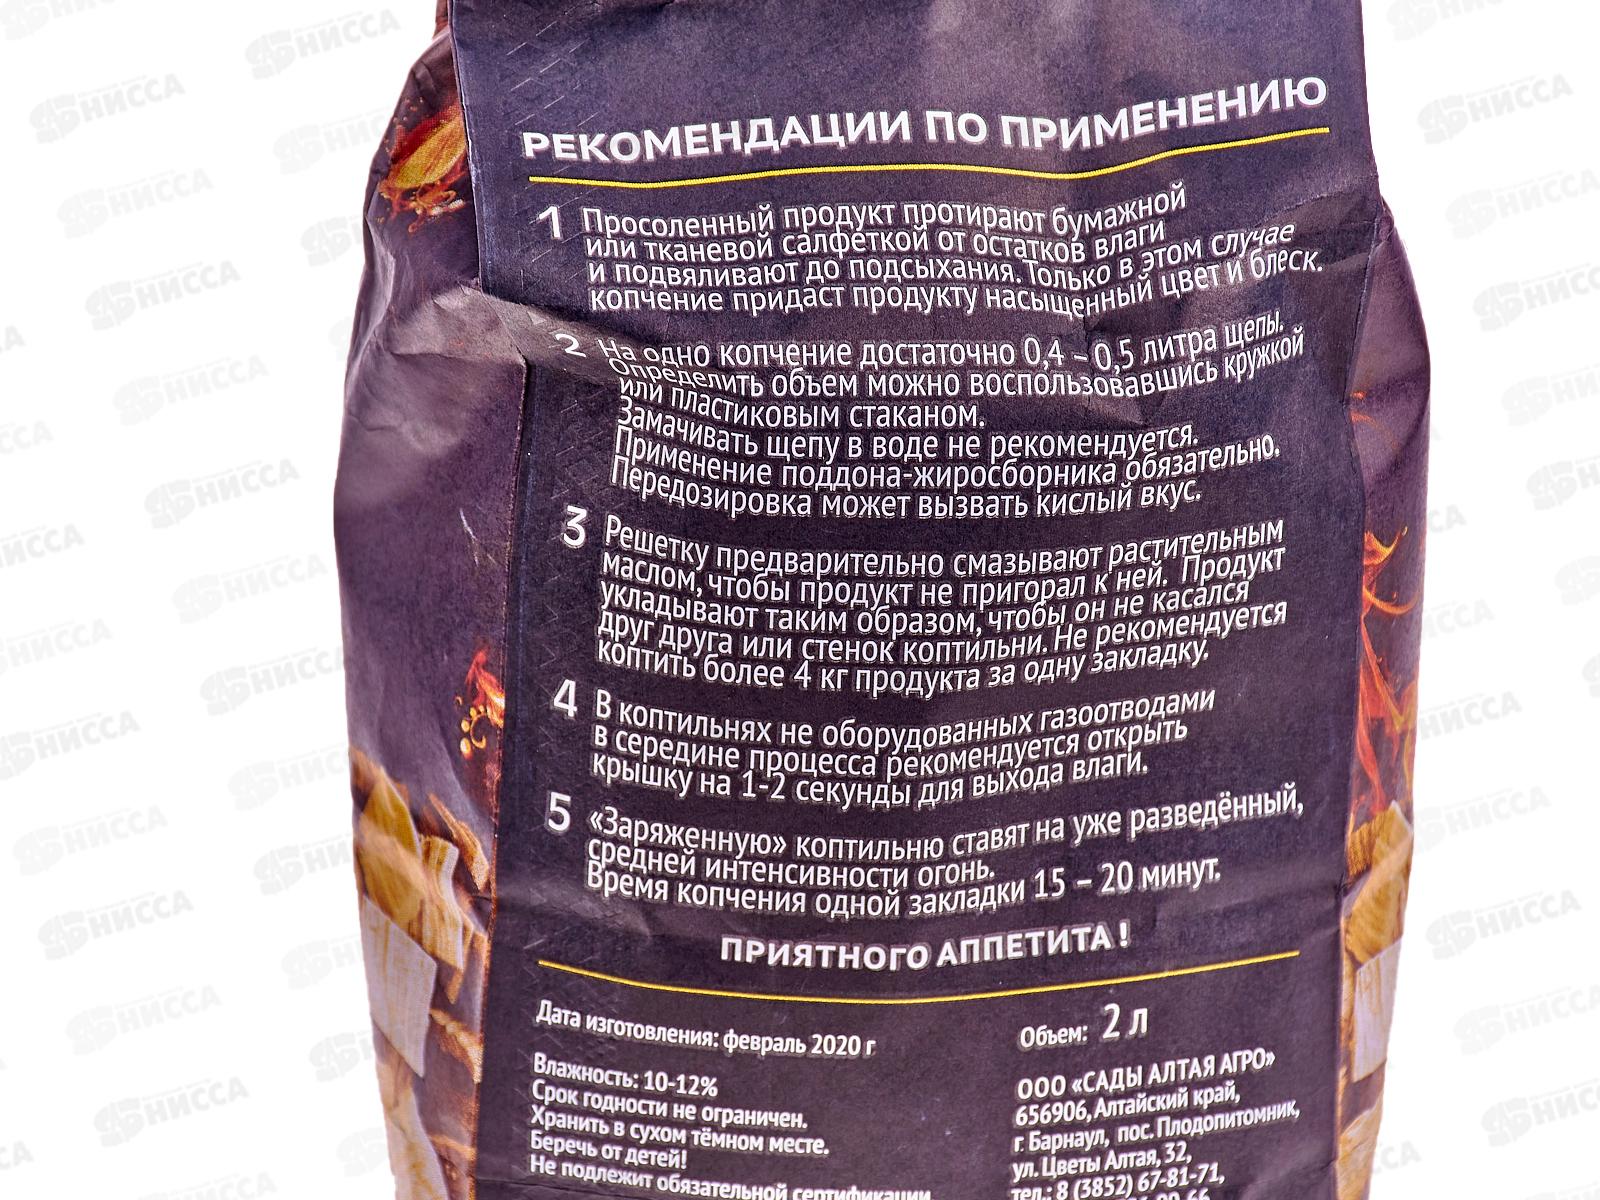 РЕКОМЕНДАЦИИ ПО ПРИМЕНЕНИЮ
1 Просоленный продукт протирают бумажной
или тканевой салфеткой от остатков влаги
и подвяливают до подсыхания. Только в этом случае
копчение придаст продукту насыщенный цвет и блеск.
2 На одно копчение достаточно 0,4 – 0,5 литра щепы.
Определить объем можно воспользовавшись кружкой
или пластиковым стаканом.
Замачивать щепу в воде не рекомендуется.
Применение поддона-жиросборника обязательно.
Передозировка может вызвать кислый вкус.
3 Решетку предварительно смазывают растительным
маслом, чтобы продукт не пригорал к ней. Продукт
укладывают таким образом, чтобы он не касался
друг друга или стенок коптильни. Не рекомендуется
коптить более 4 кг продукта за одну закладку.
4 В коптильнях не оборудованных газоотводами
в середине процесса рекомендуется открыть
крышку на 1-2 секунды для выхода влаги.
5 «Заряженную» коптильню ставят на уже разведённый,
средней интенсивности огонь.
Время копчения одной закладки 15 – 20 минут.
ПРИЯТНОГО АППЕТИТА!
Дата изготовления: февраль 2020 г
Влажность: 10-12%
Срок годности не ограничен.
Хранить в сухом тёмном месте.
Беречь от детей!
Не подлежит обязательной сертификации
Объем: 2 л
ООО «САДЫ АЛТАЯ АГРО»
656906, Алтайский край,
г. Барнаул, пос. Плодопитомник,
ул. Цветы Алтая, 32,
тел.: 8 (3852) 67-81-71,
НИССА